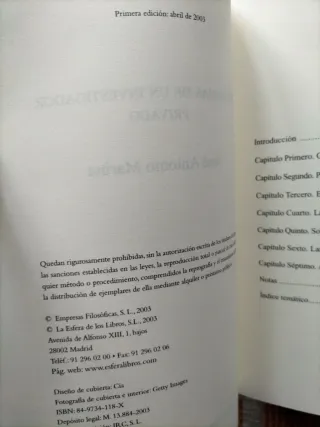 Primera edición: abril de 2003
Quedan rigurosamente prohibidas, sin la autorización escrita de los
las sanciones establecidas en las leyes, la reproducción total o parcial de
quier método o procedimiento, comprendidos la reprografía y el
la distribución de ejemplares de ella mediante alquiler o préstamo
© Empresas Filosóficas, S.L., 2003
© La Esfera de los Libros, S.L., 2003
Avenida de Alfonso XIII, 1, bajos
28002 Madrid
Teléf.: 91 296 02 00 • Fax: 91 296 02 06
Pág. web: www.esferalibros.com
Diseño de cubierta: Cia
Fotografía de cubierta e interior: Getty Images
ISBN: 84-9734-118-X
Depósito legal: M. 13.884-2003
Introducción
Capítulo Primero.
Capítulo Segundo. P
Capítulo Tercero. E
Capítulo Cuarto. La
Capítulo Quinto. So
Capítulo Sexto. La
Capítulo Séptimo.
Notas
Índice temático